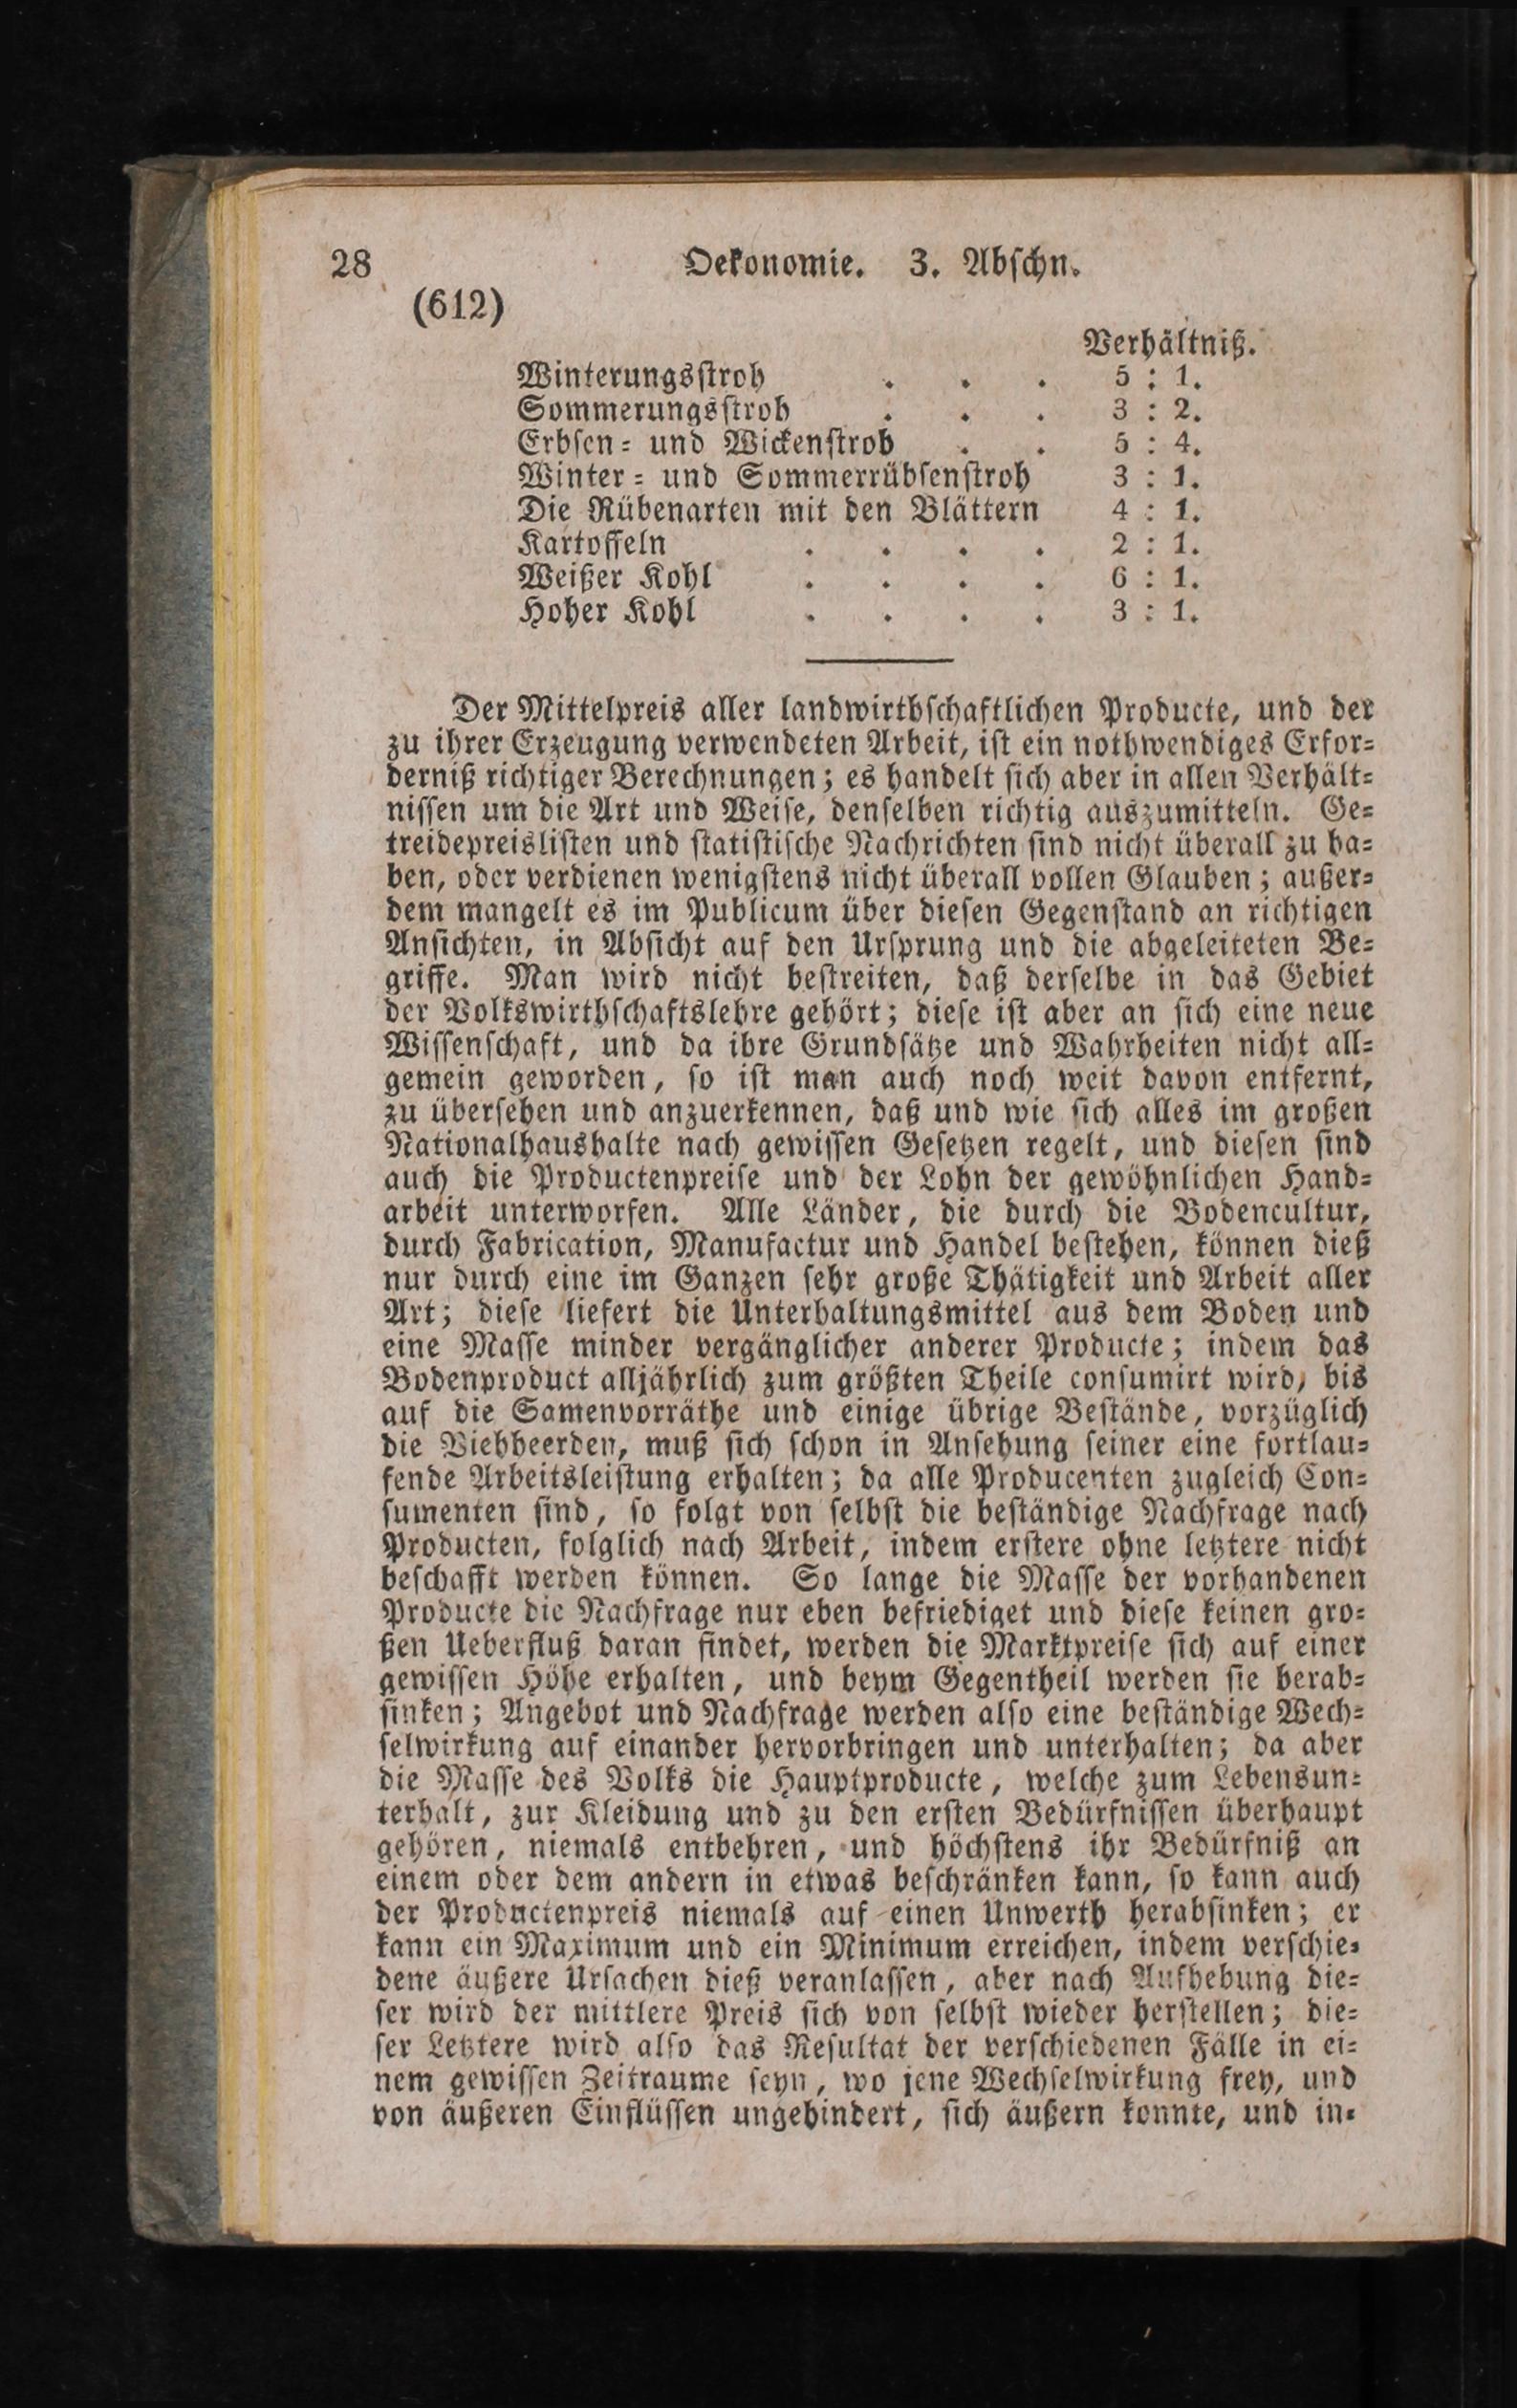 28 Oekonomie. 3. Abschn.
(612)
Verhältniß.
Winterungsstroh . . . 5 : 1.
Sommerungsstroh . . . 3 : 2.
Erbsen= und Wickenstroh . . 5 : 4.
Winter= und Sommerrübsenstroh 3 : 1.
Die Rübenarten mit den Blättern 4 : 1.
Kartoffeln . . . . 2 : 1.
Weißer Kohl . . . . 6 : 1.
Hoher Kohl . . . . 3 : 1.
Der Mittelpreis aller landwirthschaftlichen Producte, und der
zu ihrer Erzeugung verwendeten Arbeit, ist ein nothwendiges Erfor=
derniß richtiger Berechnungen; es handelt sich aber in allen Verhält=
nissen um die Art und Weise, denselben richtig auszumitteln. Ge=
treidepreislisten und statistische Nachrichten sind nicht überall zu ha=
ben, oder verdienen wenigstens nicht überall vollen Glauben; außer=
dem mangelt es im Publicum über diesen Gegenstand an richtigen
Ansichten, in Absicht auf den Ursprung und die abgeleiteten Be=
griffe. Man wird nicht bestreiten, daß derselbe in das Gebiet
der Volkswirthschaftslehre gehört; diese ist aber an sich eine neue
Wissenschaft, und da ihre Grundsätze und Wahrheiten nicht all=
gemein geworden, so ist man auch noch weit davon entfernt,
zu übersehen und anzuerkennen, daß und wie sich alles im großen
Nationalhaushalte nach gewissen Gesetzen regelt, und diesen sind
auch die Productenpreise und der Lohn der gewöhnlichen Hand=
arbeit unterworfen. Alle Länder, die durch die Bodencultur,
durch Fabrication, Manufactur und Handel bestehen, können dieß
nur durch eine im Ganzen sehr große Thätigkeit und Arbeit aller
Art; diese liefert die Unterhaltungsmittel aus dem Boden und
eine Masse minder vergänglicher anderer Producte; indem das
Bodenproduct alljährlich zum größten Theile consumirt wird, bis
auf die Samenvorräthe und einige übrige Bestände, vorzüglich
die Viehheerden, muß sich schon in Ansehung seiner eine fortlau=
fende Arbeitsleistung erhalten; da alle Producenten zugleich Con=
sumenten sind, so folgt von selbst die beständige Nachfrage nach
Producten, folglich nach Arbeit, indem erstere ohne letztere nicht
beschafft werden können. So lange die Masse der vorhandenen
Producte die Nachfrage nur eben befriediget und diese keinen gro=
ßen Ueberfluß daran findet, werden die Marktpreise sich auf einer
gewissen Höhe erhalten, und beym Gegentheil werden sie herab=
sinken; Angebot und Nachfrage werden also eine beständige Wech=
selwirkung auf einander hervorbringen und unterhalten; da aber
die Masse des Volks die Hauptproducte, welche zum Lebensun=
terhalt, zur Kleidung und zu den ersten Bedürfnissen überhaupt
gehören, niemals entbehren, und höchstens ihr Bedürfniß an
einem oder dem andern in etwas beschränken kann, so kann auch
der Productenpreis niemals auf einen Unwerth herabsinken; er
kann ein Maximum und ein Minimum erreichen, indem verschie=
dene äußere Ursachen dieß veranlassen, aber nach Aufhebung die=
ser wird der mittlere Preis sich von selbst wieder herstellen; die=
ser Letztere wird also das Resultat der verschiedenen Fälle in ei=
nem gewissen Zeitraume seyn, wo jene Wechselwirkung frey, und
von äußeren Einflüssen ungehindert, sich äußern konnte, und in=